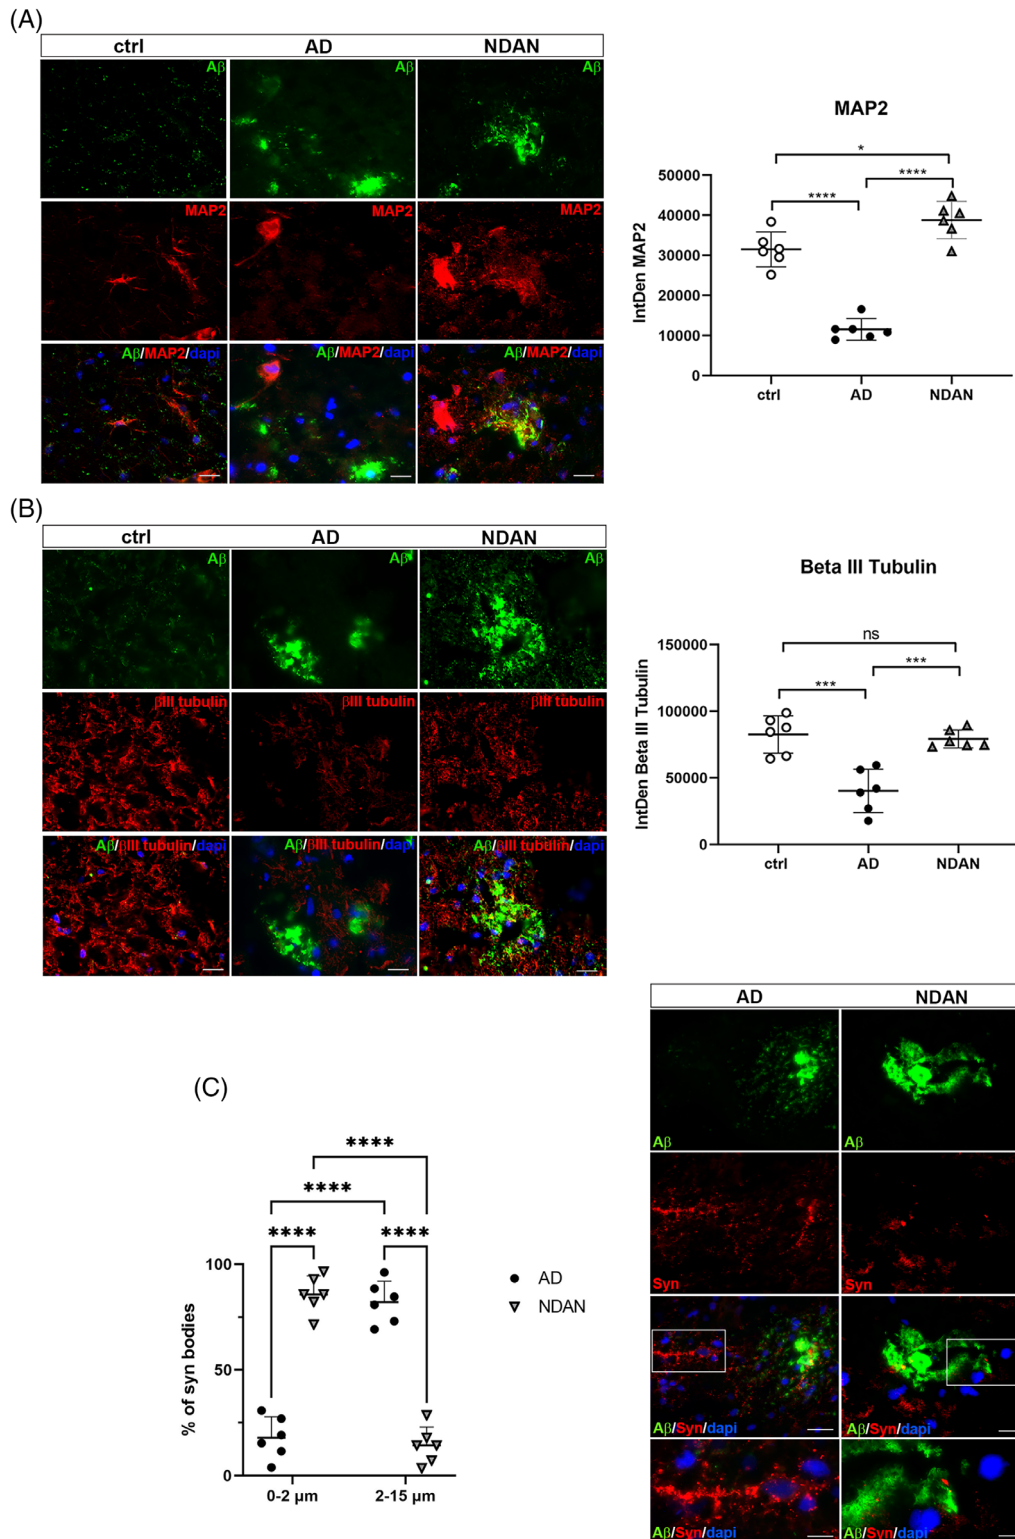 (A)
ctrl AD NDAN
Aβ Aβ Aβ
MAP2 MAP2 MAP2
Aβ/MAP2/dapi Aβ/MAP2/dapi Aβ/MAP2/dapi
MAP2
*
**** ****
IntDen MAP2
50000
40000
30000
20000
10000
0
ctrl AD NDAN
(B)
ctrl AD NDAN
Aβ Aβ Aβ
βIII tubulin βIII tubulin βIII tubulin
Aβ/βIII tubulin/dapi Aβ/βIII tubulin/dapi Aβ/βIII tubulin/dapi
Beta III Tubulin
ns
*** ***
IntDen Beta III Tubulin
150000
100000
50000
0
ctrl AD NDAN
(C)
****
****
**** ****
% of syn bodies
100
50
0
0-2 μm 2-15 μm
AD
NDAN
AD NDAN
Aβ Aβ
Syn Syn
Aβ/Syn/dapi Aβ/Syn/dapi
Aβ/Syn/dapi Aβ/Syn/dapi